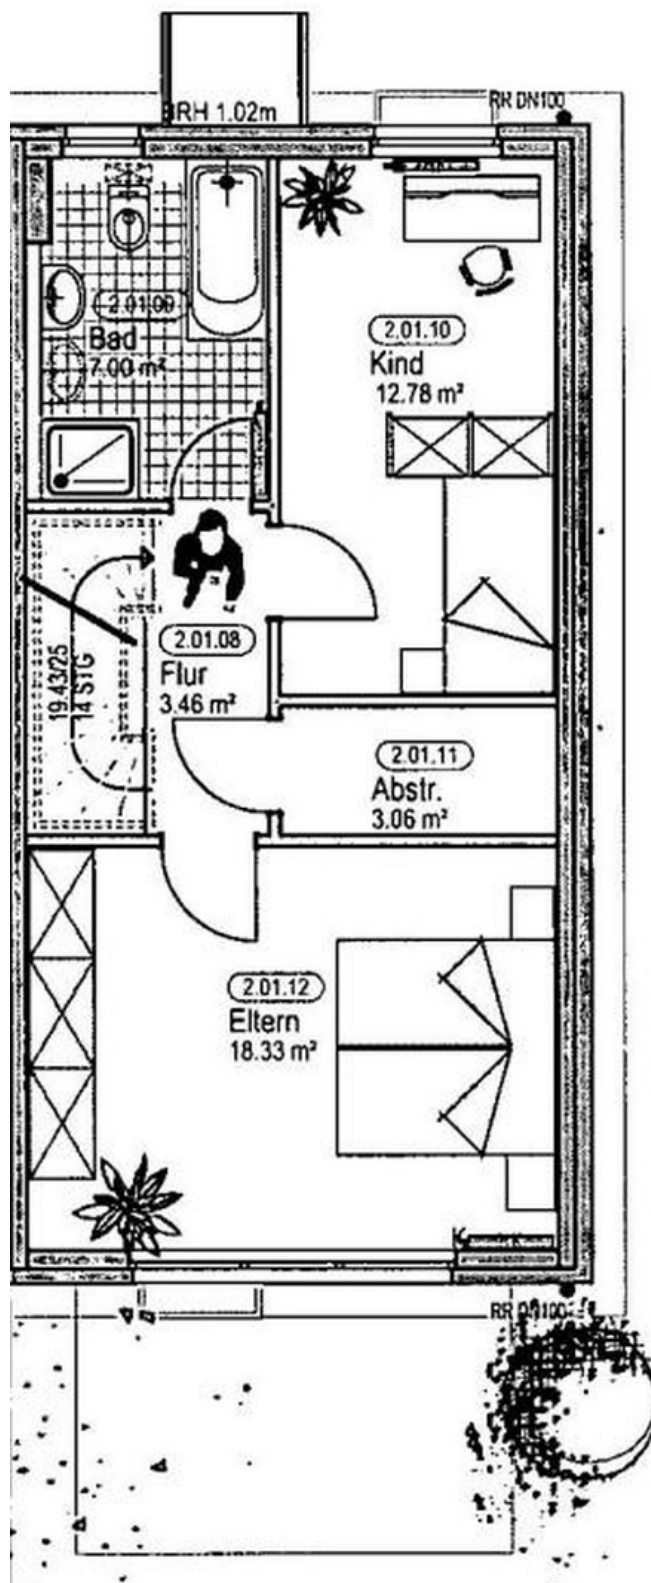 RR DN100
BRH 1.02m
2.01.09
Bad
7.00 m²
2.01.10
Kind
12.78 m²
2.01.08
Flur
3.46 m²
19.43/25
14 STG
2.01.11
Abstr.
3.06 m²
2.01.12
Eltern
18.33 m²
RR DN100